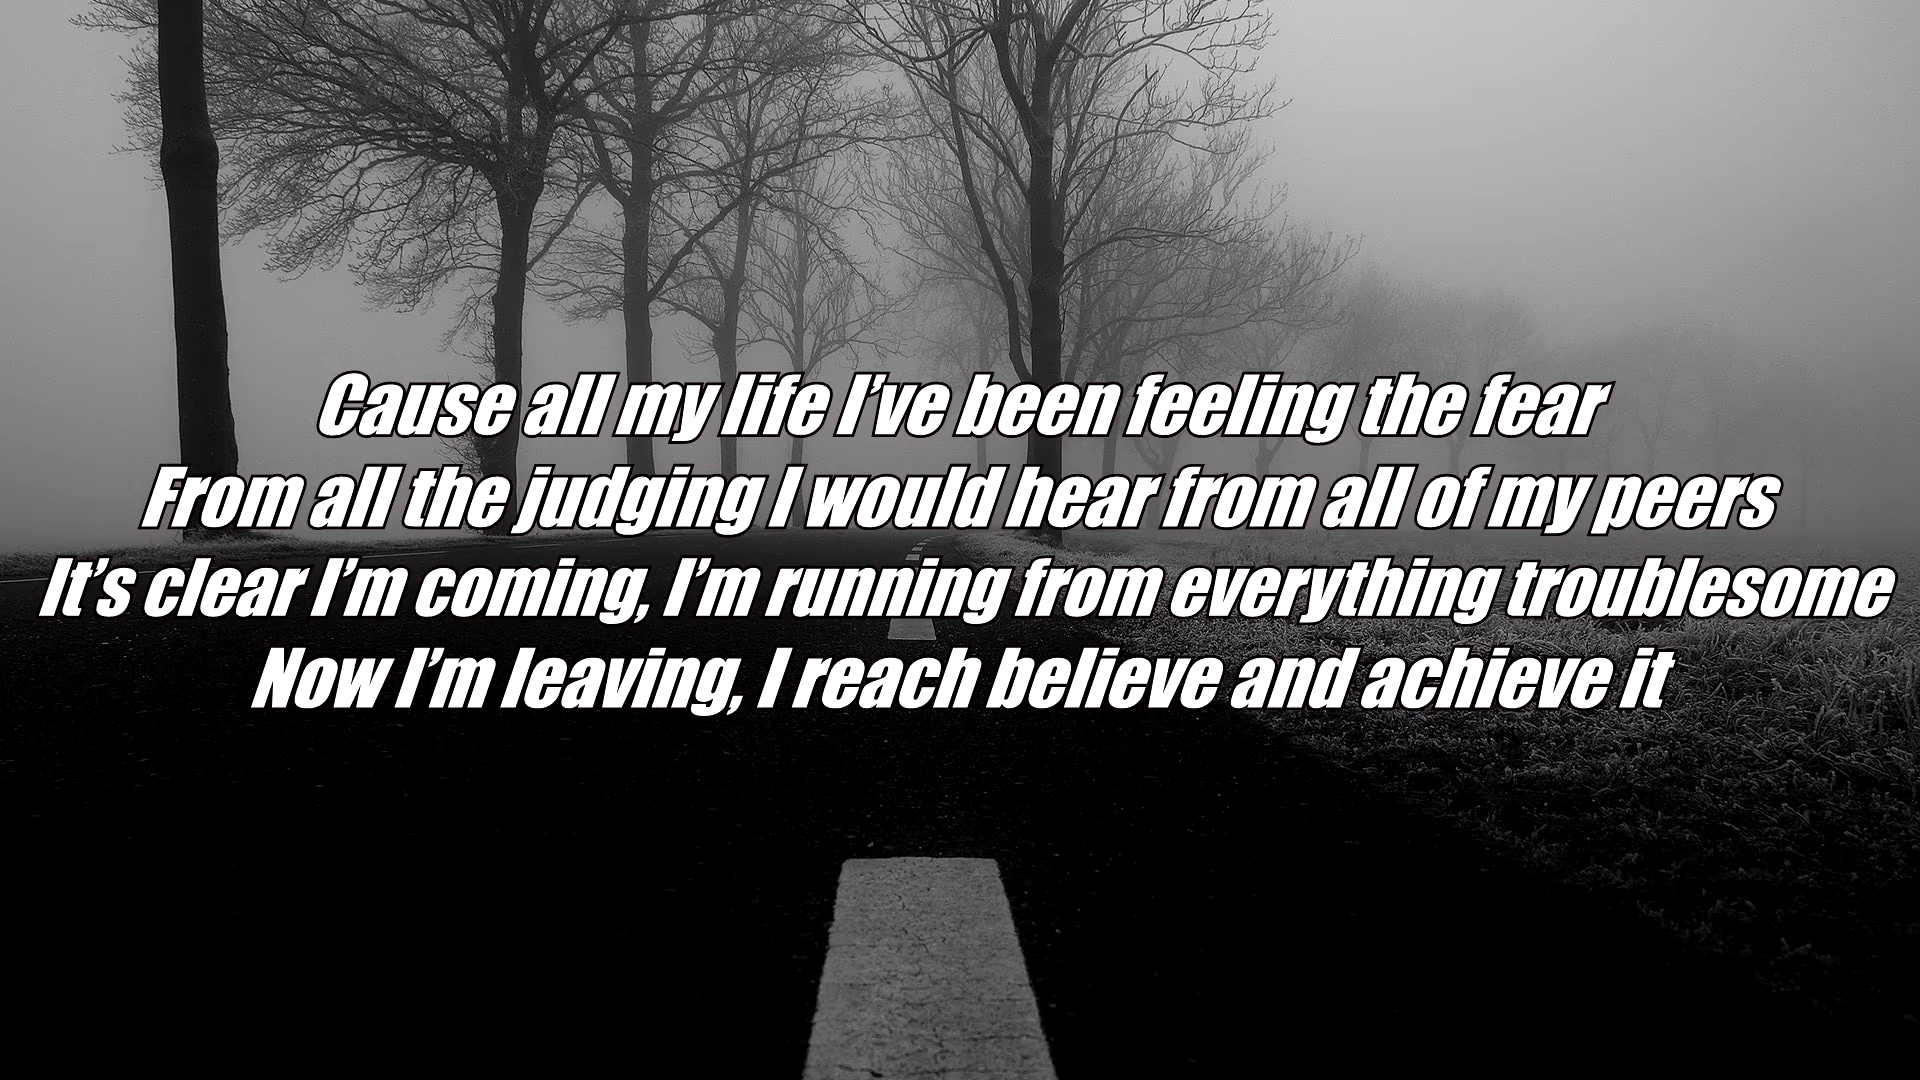 Cause all my life I’ve been feeling the fear
From all the judging I would hear from all of my peers
It’s clear I’m coming, I’m running from everything troublesome
Now I’m leaving, I reach believe and achieve it